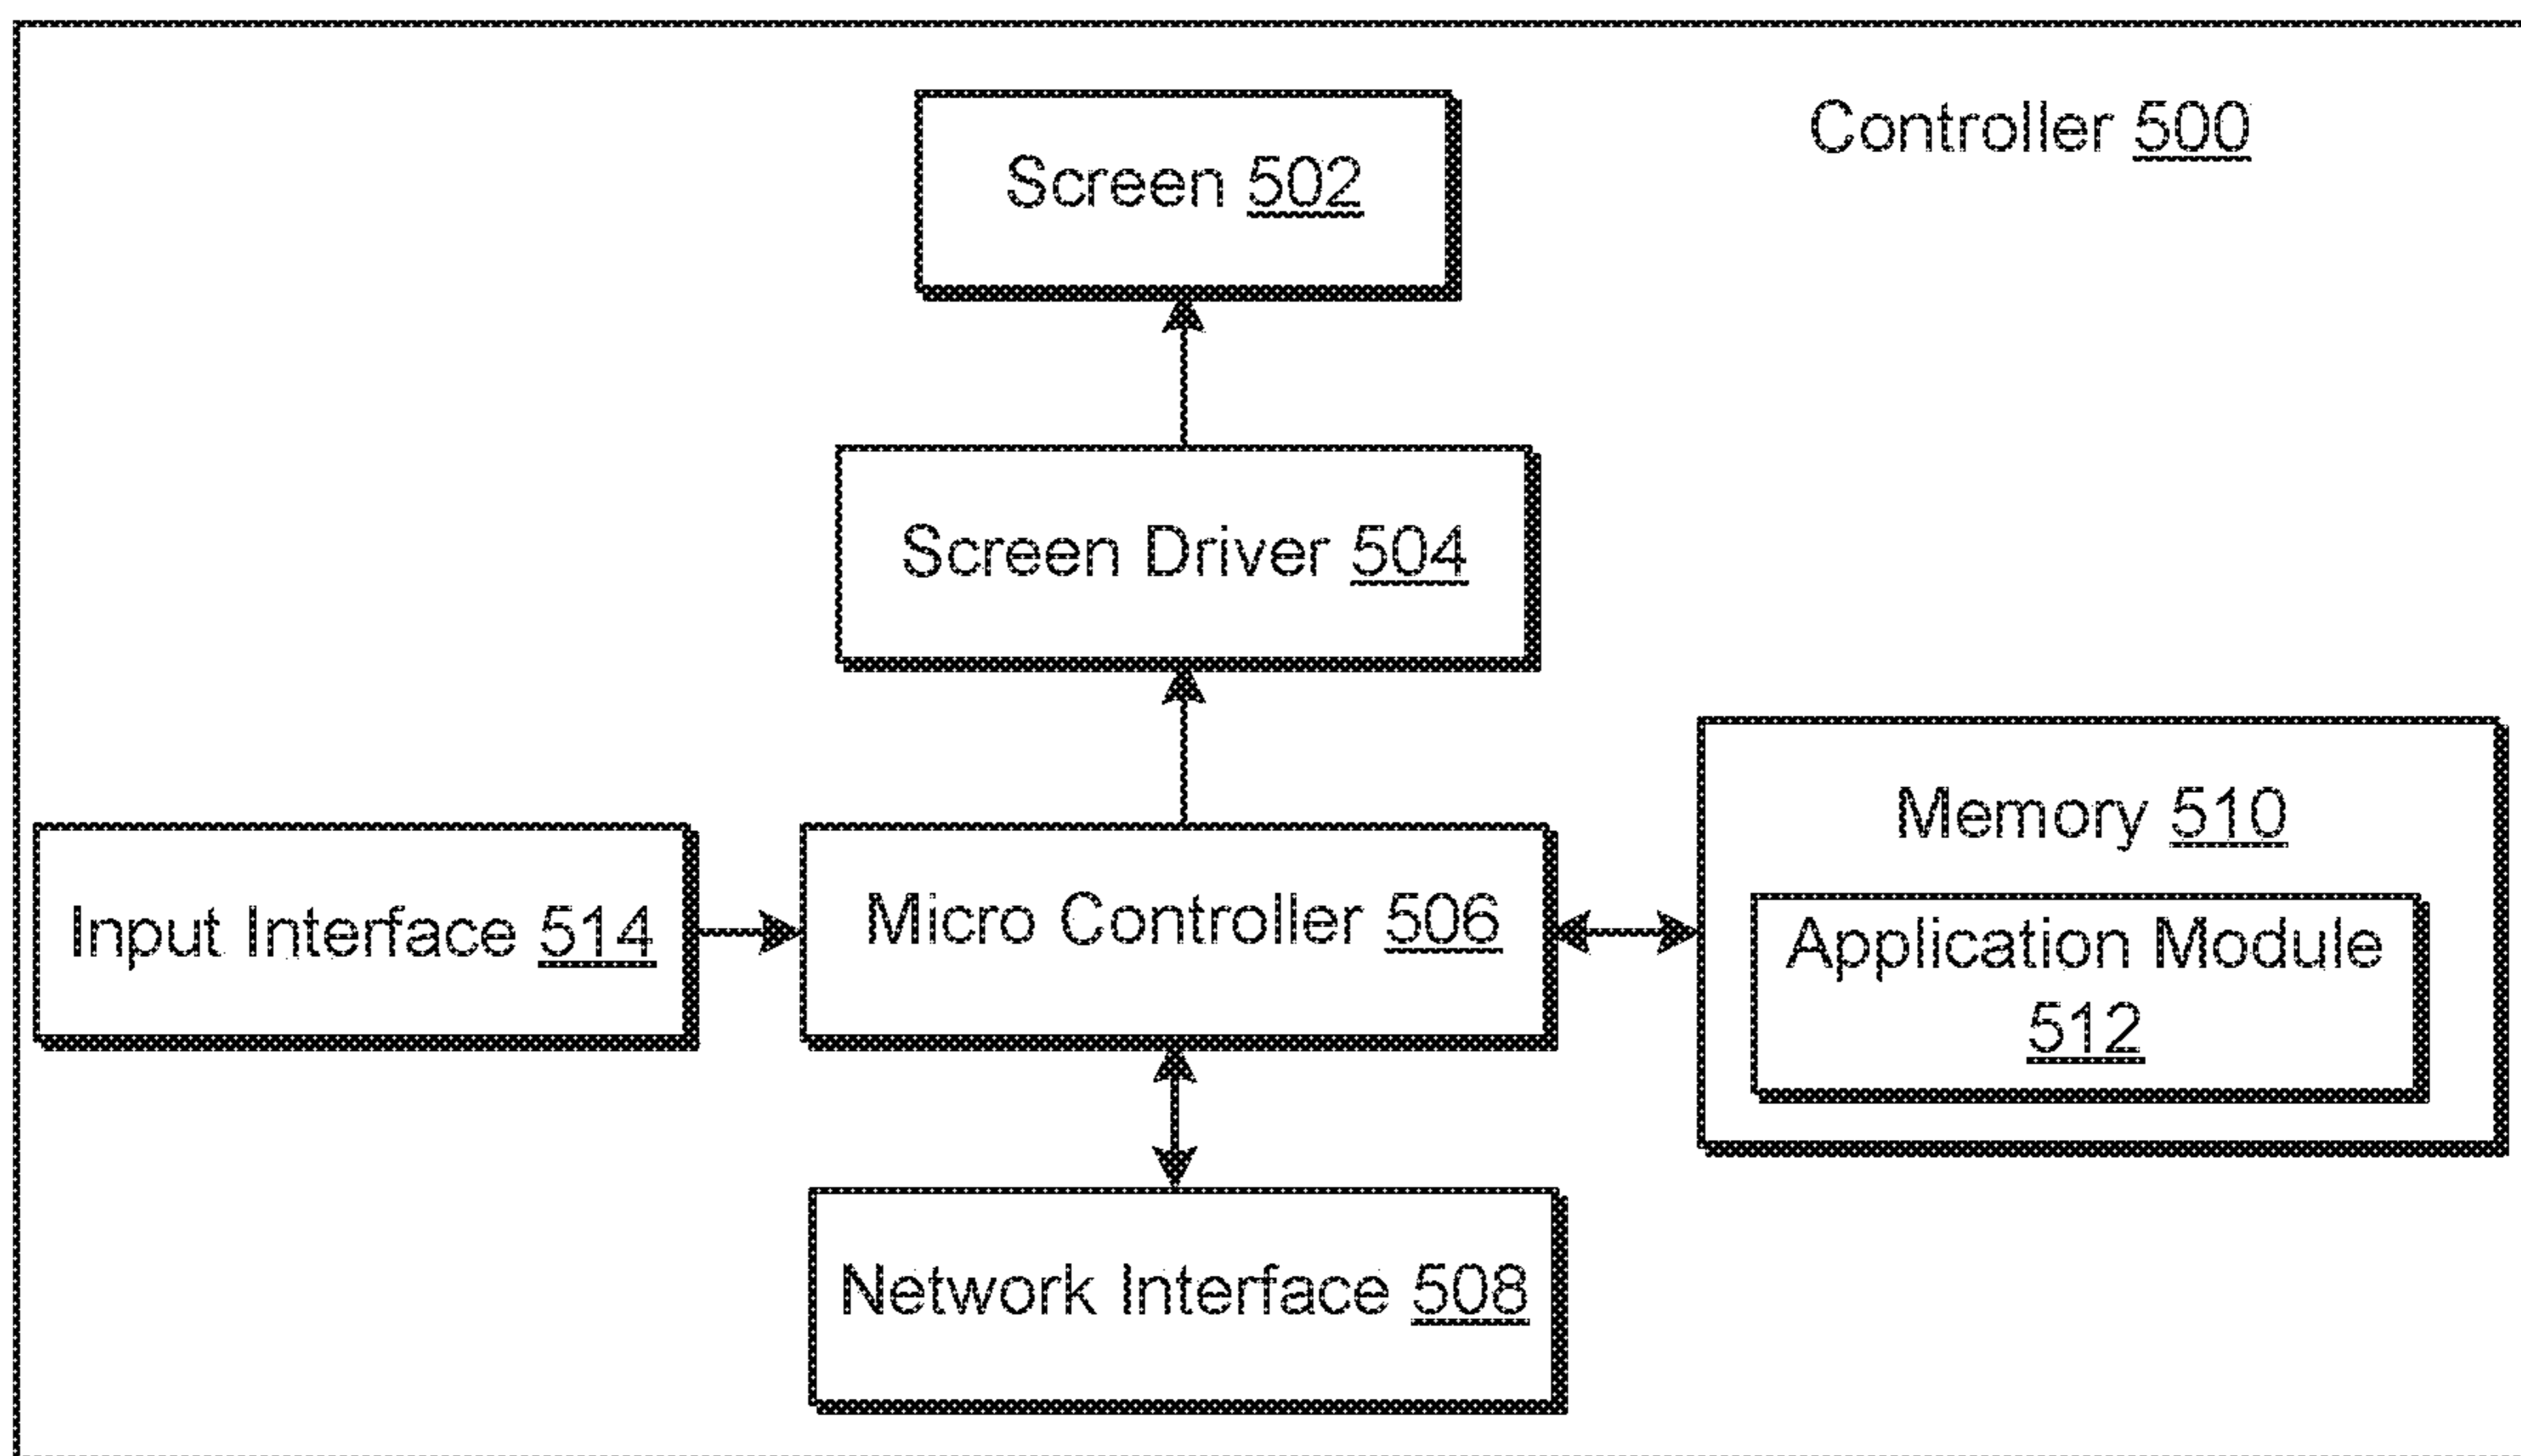 Controller 500
Screen 502
Screen Driver 504
Memory 510
Input Interface 514
Micro Controller 506
Application Module
512
Network Interface 508